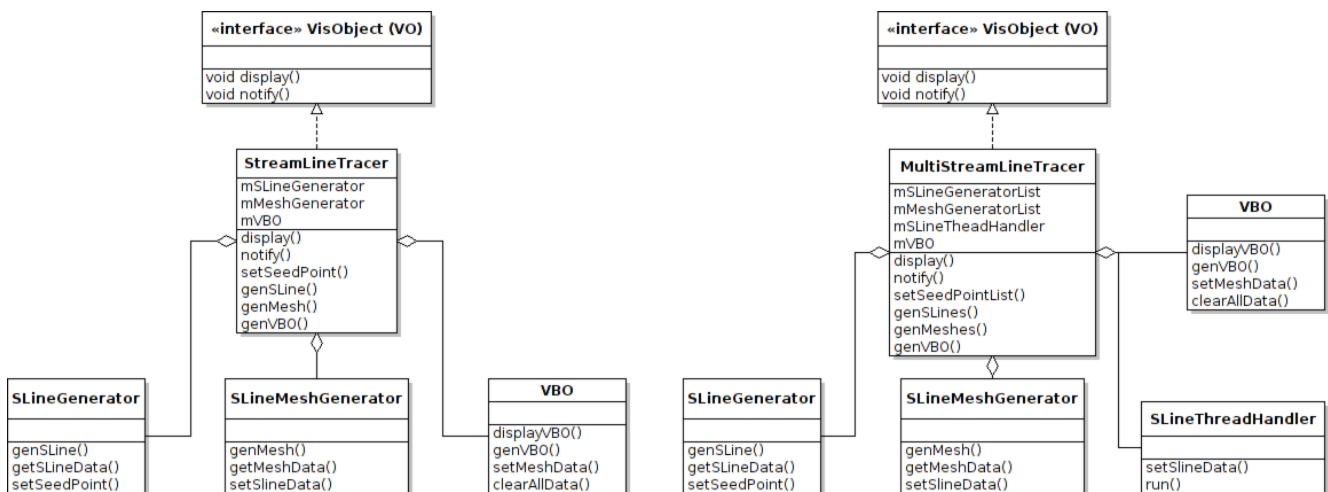 «interface» VisObject (VO)
void display()
void notify()
StreamLineTracer
mSLineGenerator
mMeshGenerator
mVBO
display()
notify()
setSeedPoint()
genSLine()
genMesh()
genVBO()
SLineGenerator
genSLine()
getSLineData()
setSeedPoint()
SLineMeshGenerator
genMesh()
getMeshData()
setSlineData()
VBO
displayVBO()
genVBO()
setMeshData()
clearAllData()
«interface» VisObject (VO)
void display()
void notify()
MultiStreamLineTracer
mSLineGeneratorList
mMeshGeneratorList
mSLineTheadHandler
mVBO
display()
notify()
setSeedPointList()
genSLines()
genMeshes()
genVBO()
VBO
displayVBO()
genVBO()
setMeshData()
clearAllData()
SLineGenerator
genSLine()
getSLineData()
setSeedPoint()
SLineMeshGenerator
genMesh()
getMeshData()
setSlineData()
SLineThreadHandler
setSlineData()
run()